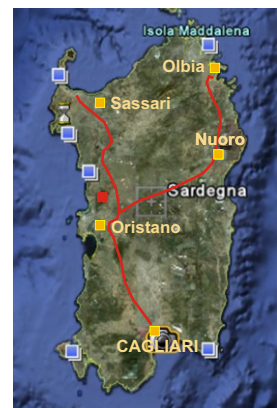 Isola Maddalena
Olbia
Sassari
Nuoro
Sardegna
Oristano
CAGLIARI